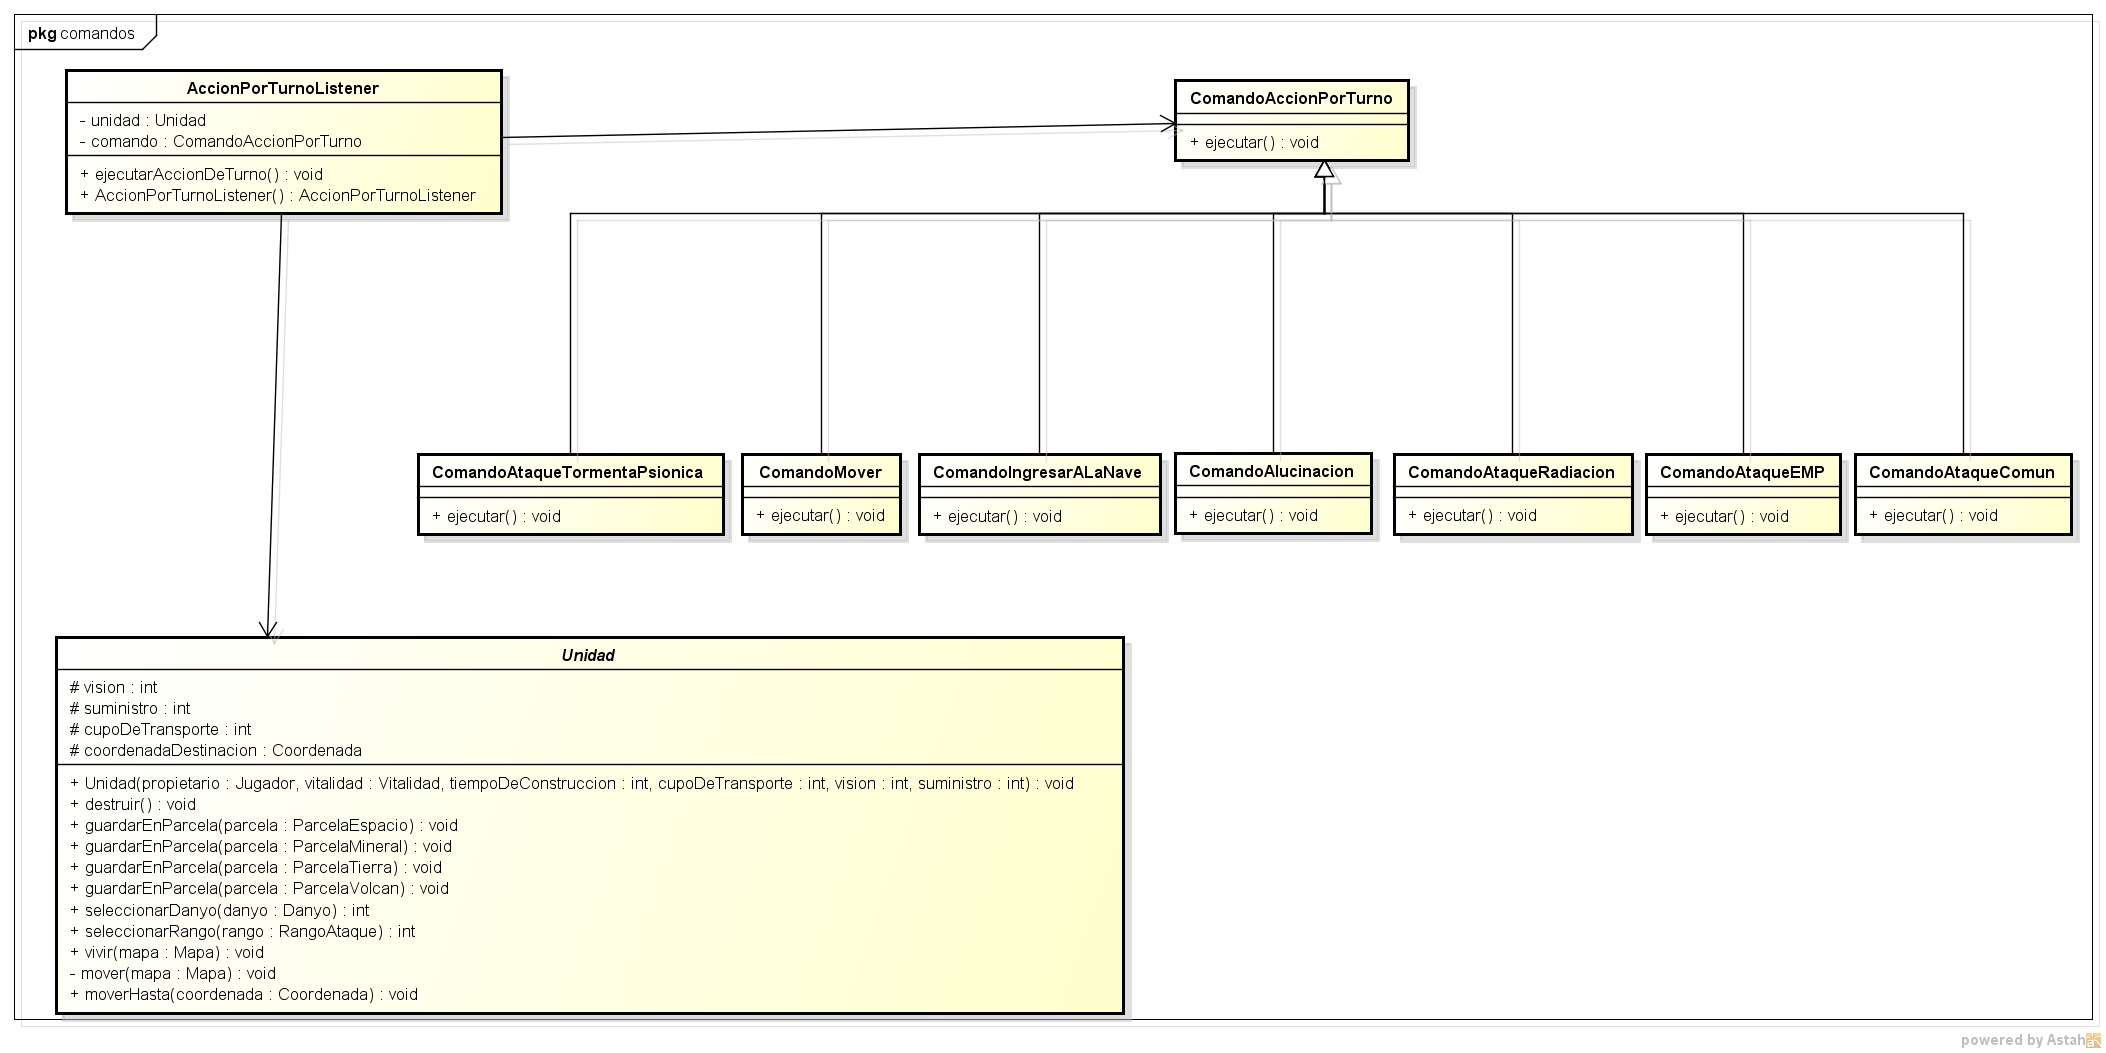 pkg comandos
AccionPorTurnoListener
- unidad : Unidad
- comando : ComandoAccionPorTurno
+ ejecutarAccionDeTurno() : void
+ AccionPorTurnoListener() : AccionPorTurnoListener
ComandoAccionPorTurno
+ ejecutar() : void
ComandoAtaqueTormentaPsionica
+ ejecutar() : void
ComandoMover
+ ejecutar() : void
ComandoIngresarALaNave
+ ejecutar() : void
ComandoAlucinacion
+ ejecutar() : void
ComandoAtaqueRadiacion
+ ejecutar() : void
ComandoAtaqueEMP
+ ejecutar() : void
ComandoAtaqueComun
+ ejecutar() : void
Unidad
# vision : int
# suministro : int
# cupoDeTransporte : int
# coordenadaDestinacion : Coordenada
+ Unidad(propietario : Jugador, vitalidad : Vitalidad, tiempoDeConstruccion : int, cupoDeTransporte : int, vision : int, suministro : int) : void
+ destruir() : void
+ guardarEnParcela(parcela : ParcelaEspacio) : void
+ guardarEnParcela(parcela : ParcelaMineral) : void
+ guardarEnParcela(parcela : ParcelaTierra) : void
+ guardarEnParcela(parcela : ParcelaVolcan) : void
+ seleccionarDanyo(danyo : Danyo) : int
+ seleccionarRango(rango : RangoAtaque) : int
+ vivir(mapa : Mapa) : void
- mover(mapa : Mapa) : void
+ moverHasta(coordenada : Coordenada) : void
powered by Astah